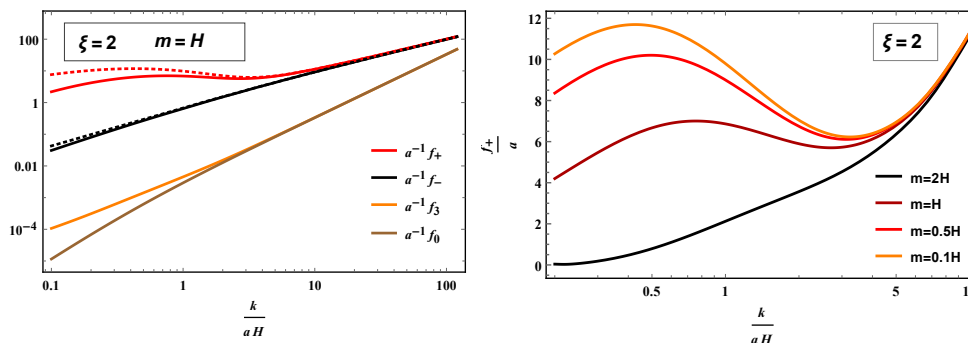 ξ = 2 m = H
100
1
0.01
10⁻⁴
0.1 1 10 100
k
a H
a⁻¹ f₊
a⁻¹ f₋
a⁻¹ f₃
a⁻¹ f₀
ξ = 2
12
10
8
6
4
2
0
f₊
a
0.5 1 5 1
k
a H
m=2H
m=H
m=0.5H
m=0.1H